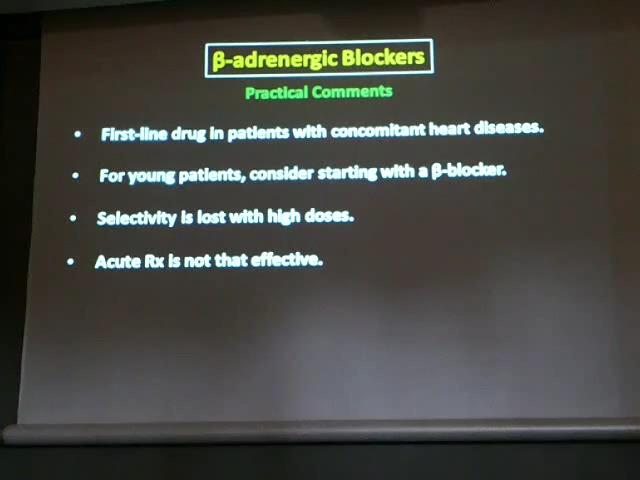 β-adrenergic Blockers
Practical Comments
• First-line drug in patients with concomitant heart diseases.
• For young patients, consider starting with a β-blocker.
• Selectivity is lost with high doses.
• Acute Rx is not that effective.